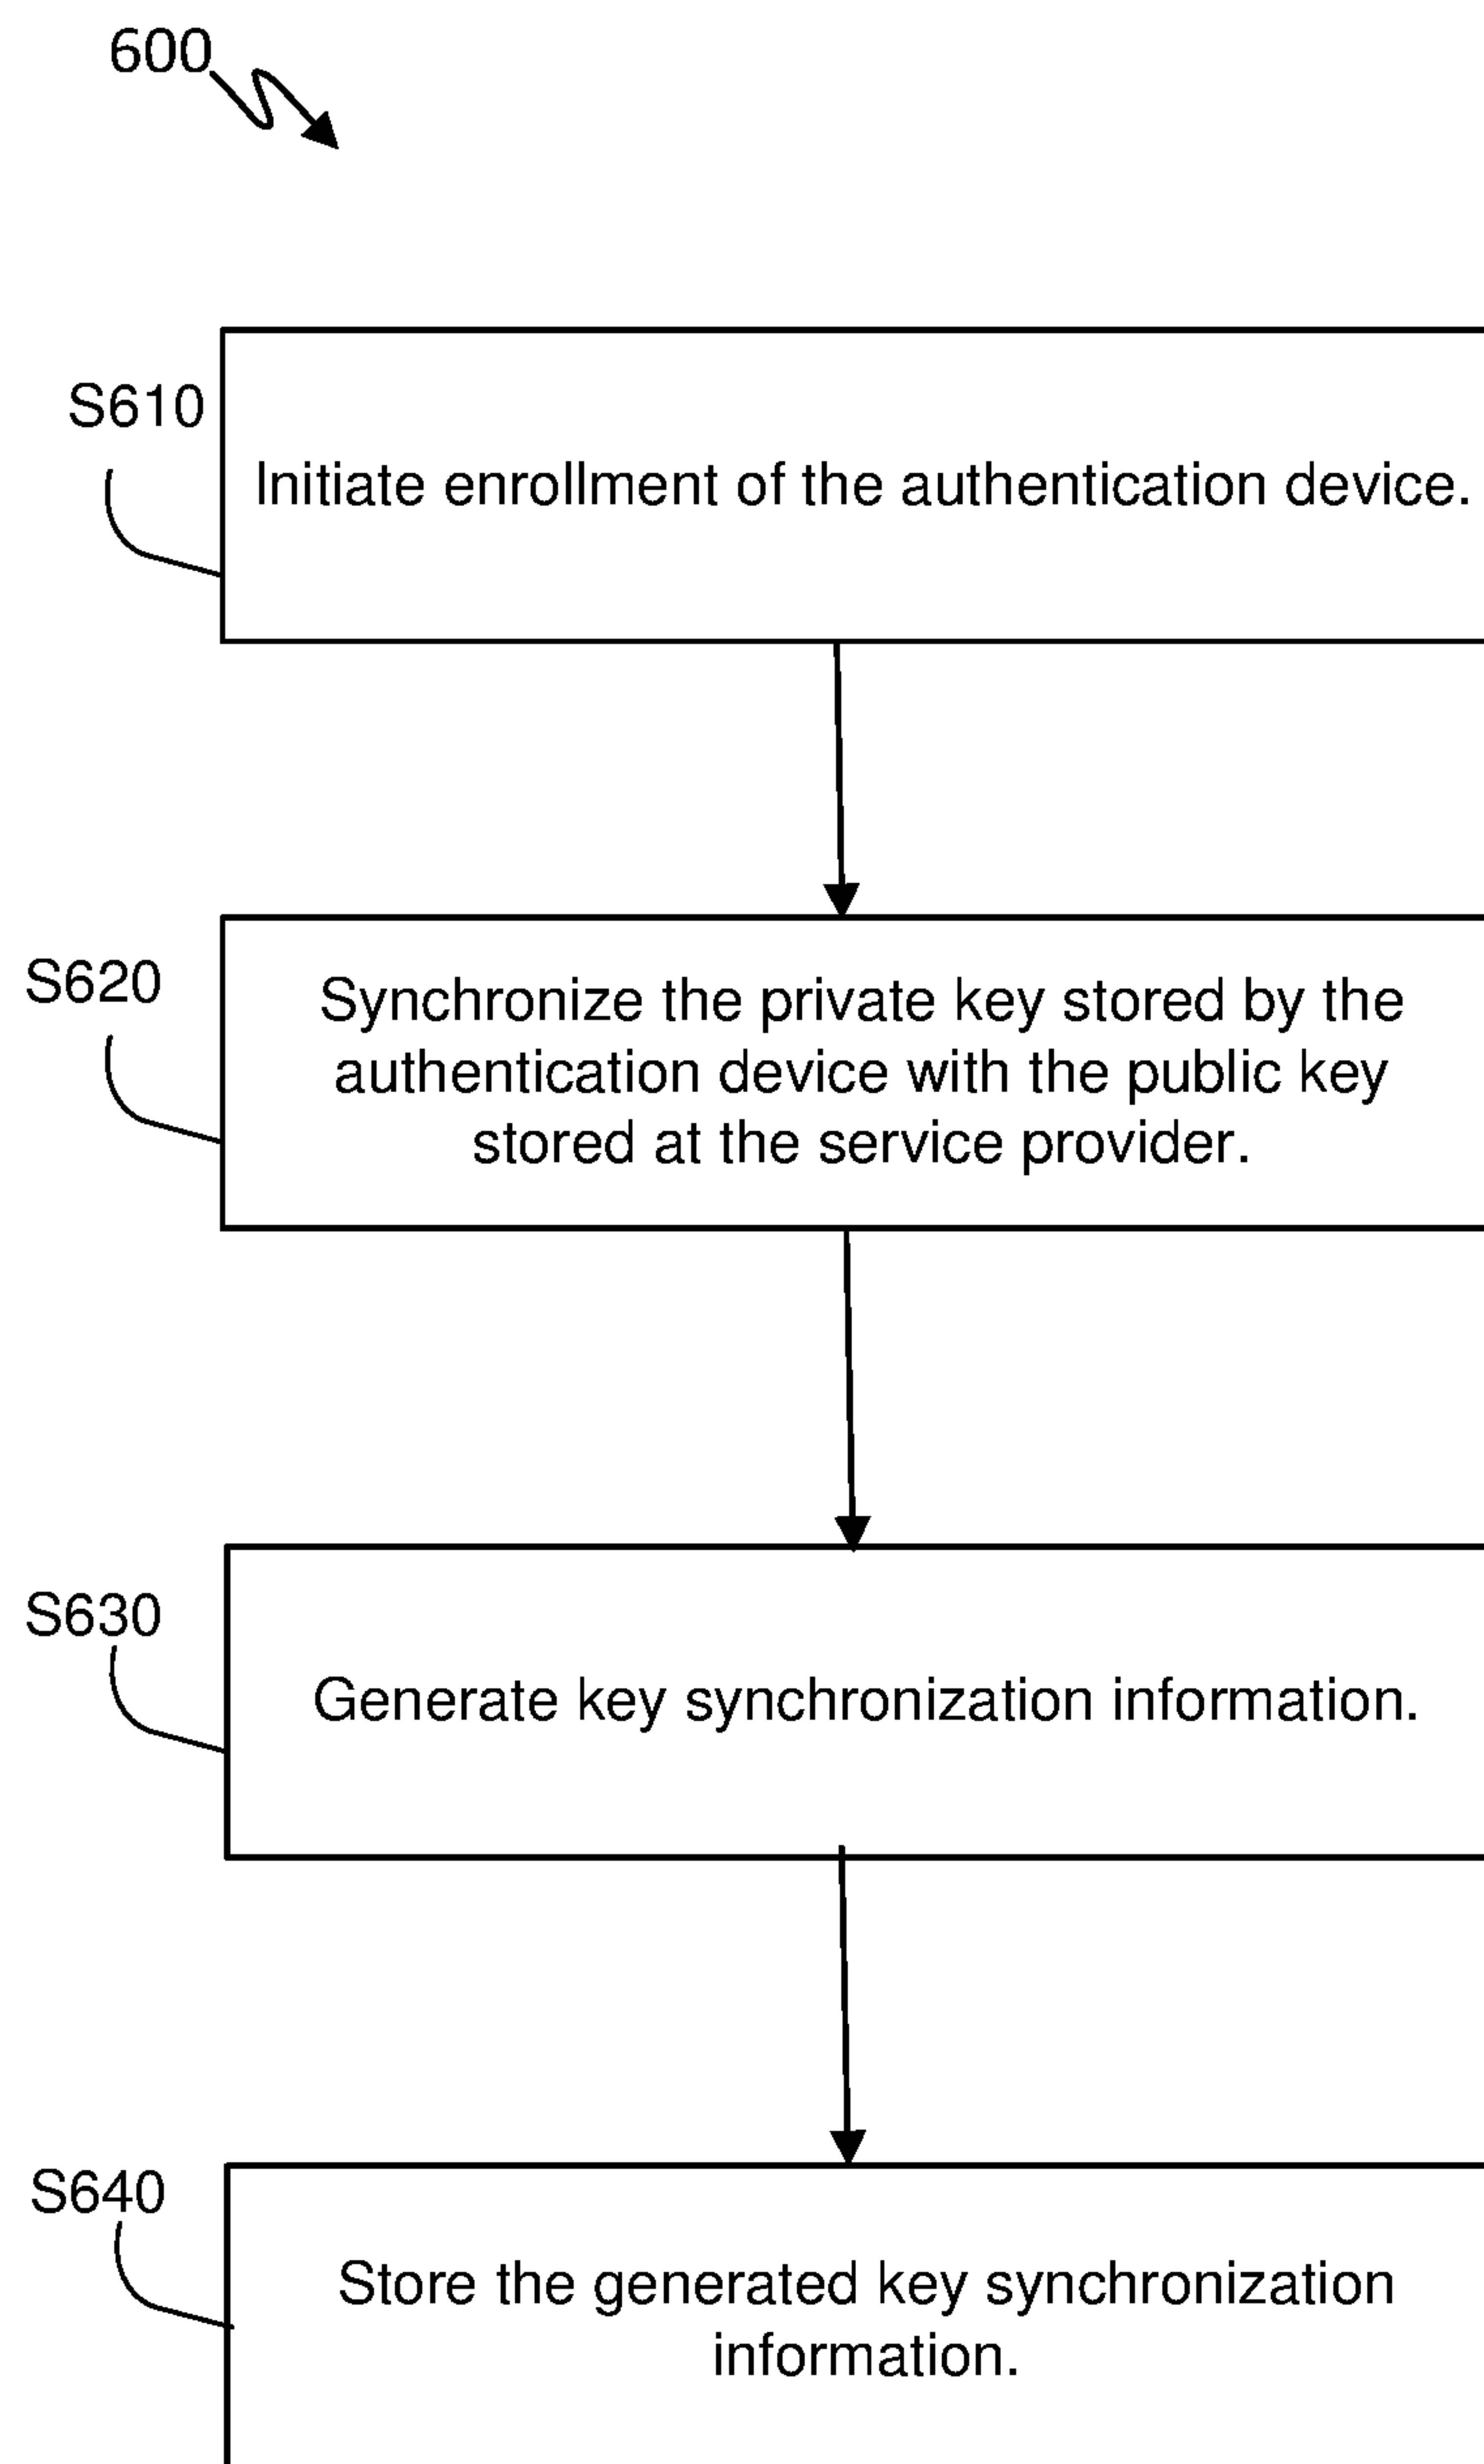 600
S610
Initiate enrollment of the authentication device.
S620
Synchronize the private key stored by the
authentication device with the public key
stored at the service provider.
S630
Generate key synchronization information.
S640
Store the generated key synchronization
information.